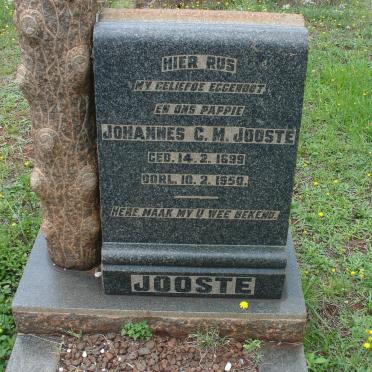 HIER RUS
MY GELIEFDE EGGENOOT
EN ONS PAPPIE
JOHANNES C. M. JOOSTE
GEB. 14. 2. 1899
OORL. 10. 2. 1950.
HERE MAAK MY U WEË BEKEND.
JOOSTE